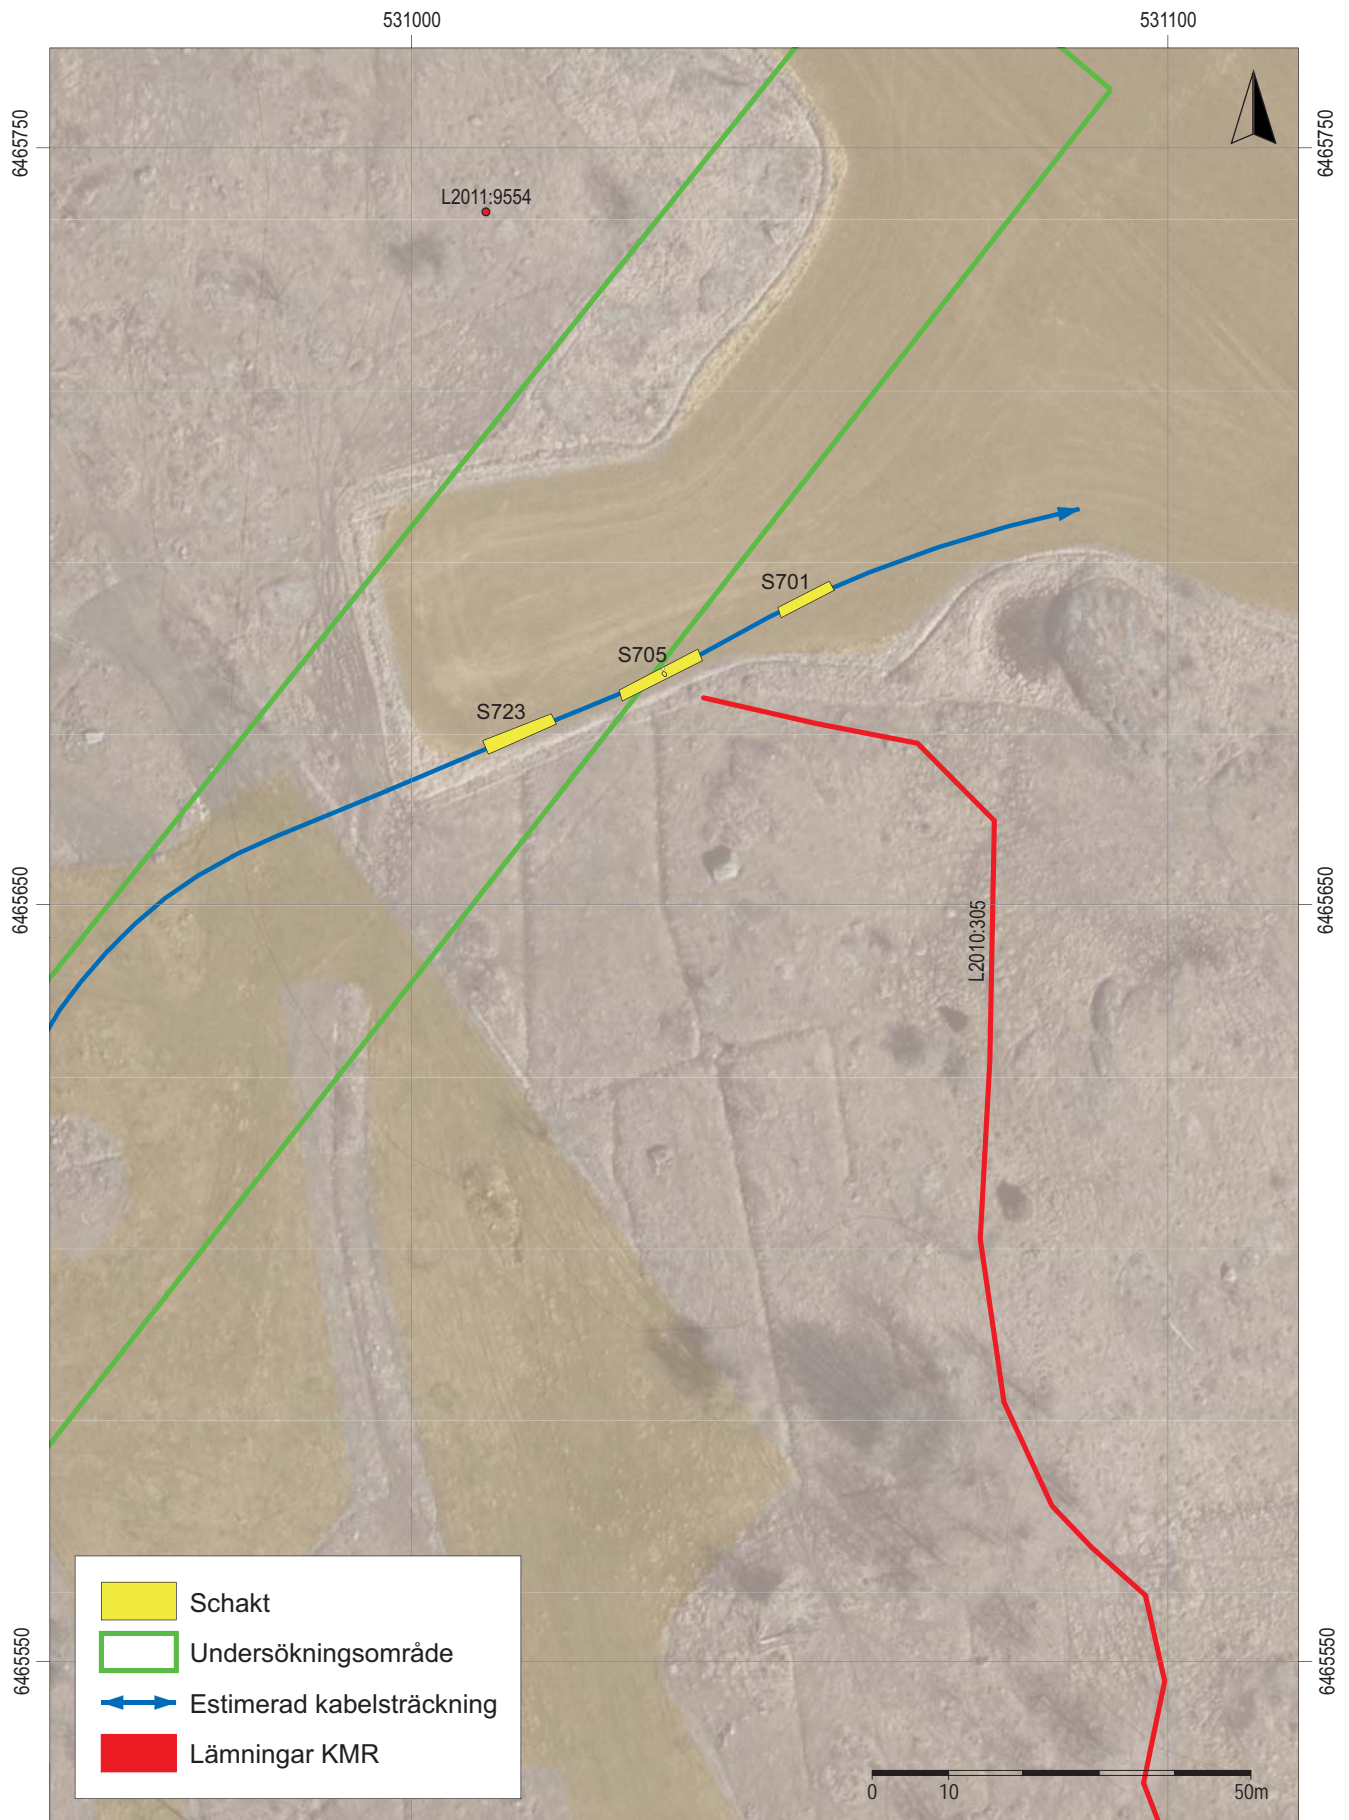 531000
531100
6465750
6465750
L2011:9554
S701
S705
S723
6465650
6465650
L2010:305
6465550
6465550
Schakt
Undersökningsområde
Estimerad kabelsträckning
Lämningar KMR
0 10 50m